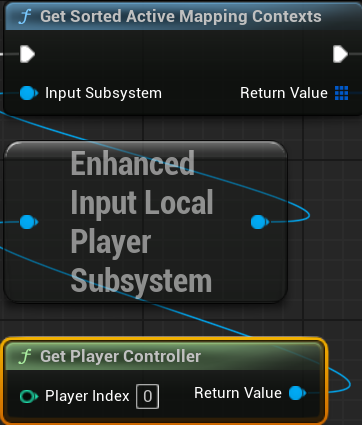 Get Sorted Active Mapping Contexts
Input Subsystem Return Value
Enhanced
Input Local
Player
Subsystem
Get Player Controller
Player Index 0 Return Value